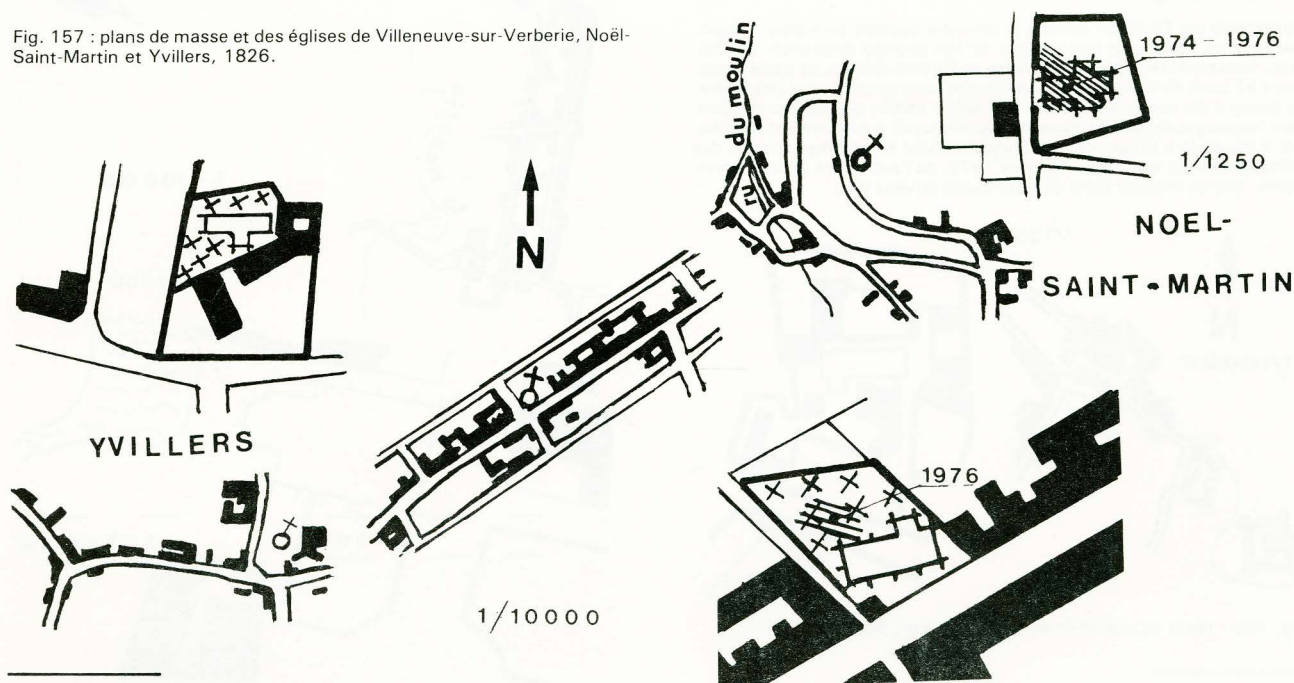 Fig. 157 : plans de masse et des églises de Villeneuve-sur-Verberie, Noël-
Saint-Martin et Yvillers, 1826.
du moulin
ru
1974 - 1976
1/1250
NOEL-
SAINT-MARTIN
N
YVILLERS
1976
1/10000